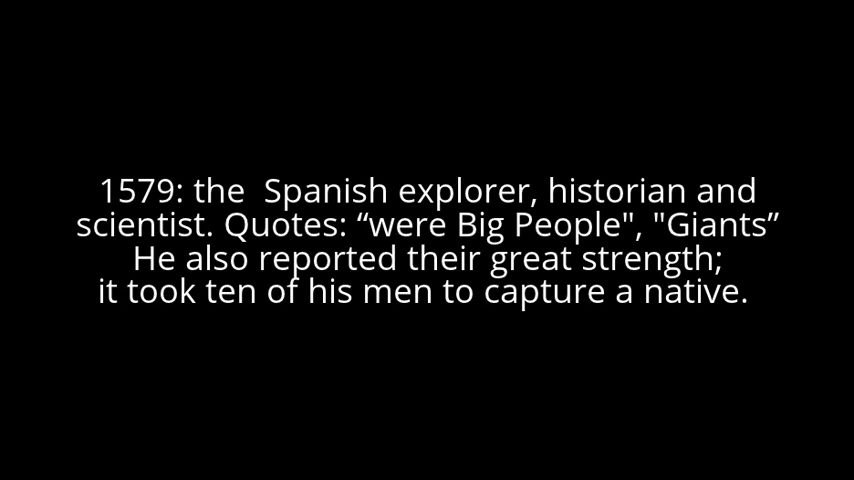 1579: the  Spanish explorer, historian and
scientist. Quotes: “were Big People", "Giants”
He also reported their great strength;
it took ten of his men to capture a native.